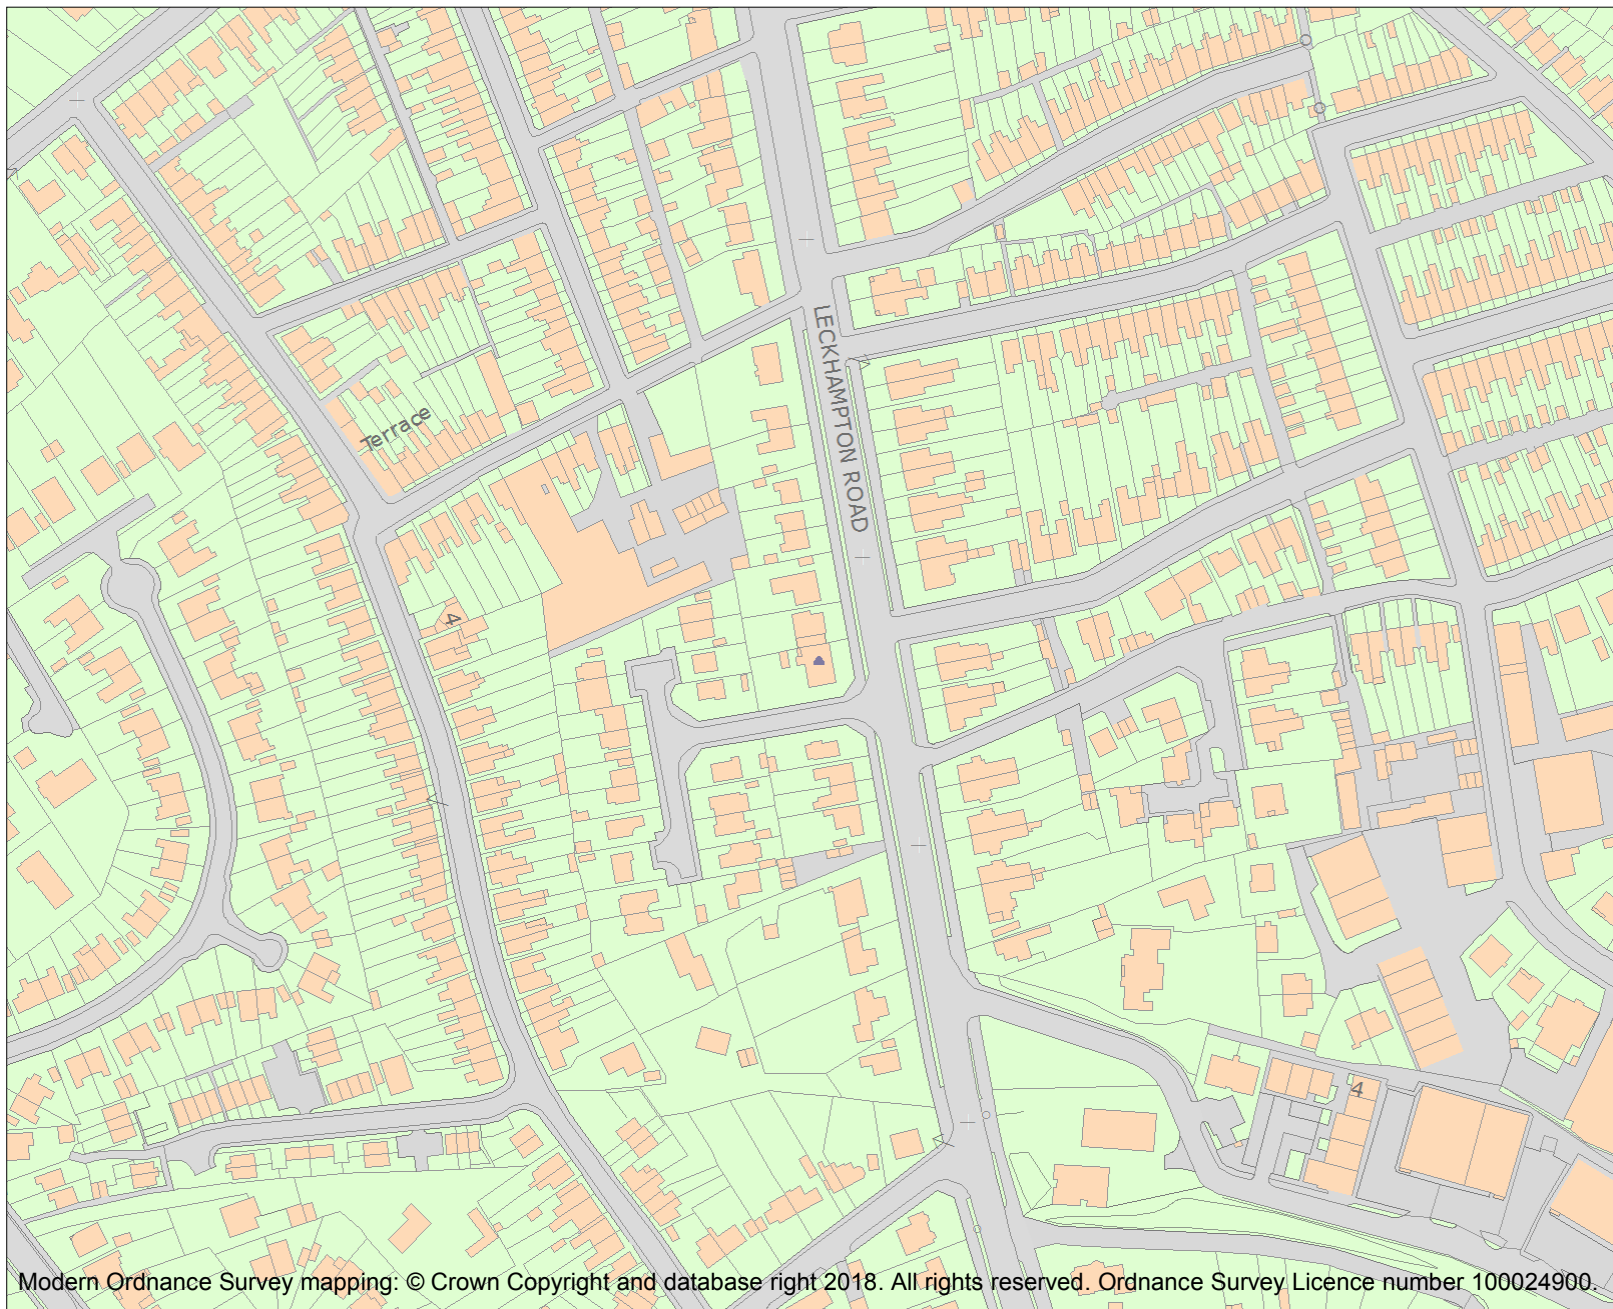 LECKHAMPTON ROAD
Terrace
4
4
Modern Ordnance Survey mapping: © Crown Copyright and database right 2018. All rights reserved. Ordnance Survey Licence number 100024900.